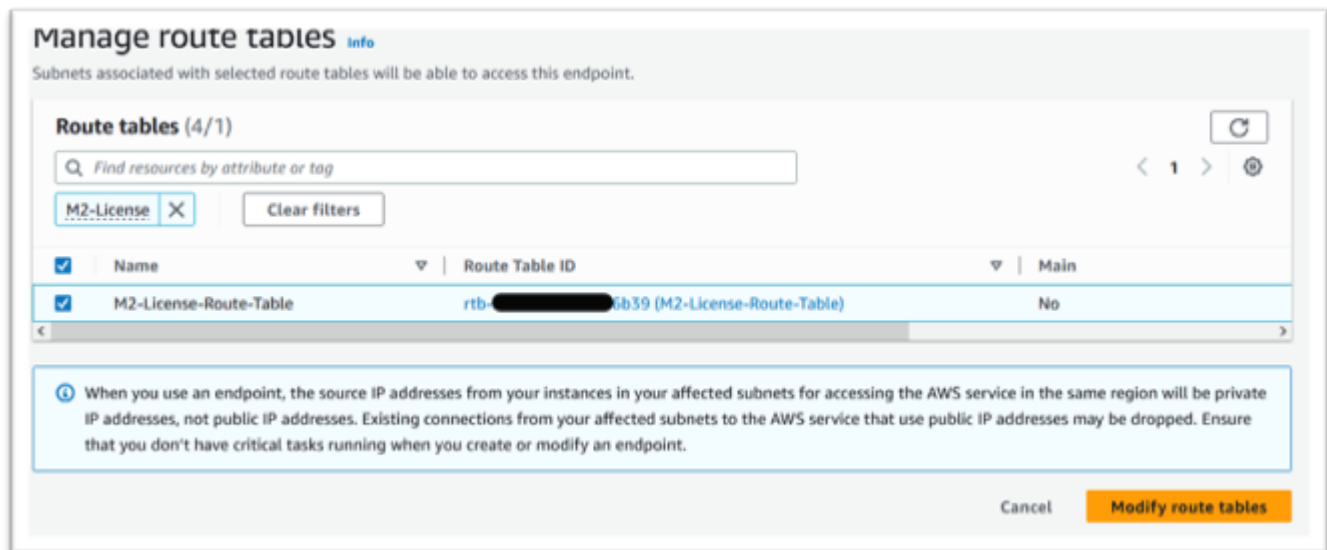 Manage route tables Info
Subnets associated with selected route tables will be able to access this endpoint.
Route tables (4/1)
Find resources by attribute or tag
1
M2-License
Clear filters
Name Route Table ID Main
M2-License-Route-Table rtb- 6b39 (M2-License-Route-Table) No
When you use an endpoint, the source IP addresses from your instances in your affected subnets for accessing the AWS service in the same region will be private
IP addresses, not public IP addresses. Existing connections from your affected subnets to the AWS service that use public IP addresses may be dropped. Ensure
that you don't have critical tasks running when you create or modify an endpoint.
Cancel Modify route tables